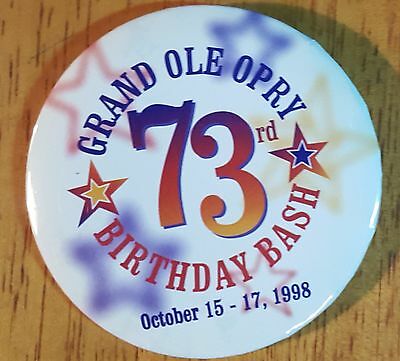 GRAND OLE OPRY
73rd
BIRTHDAY BASH
October 15 - 17, 1998